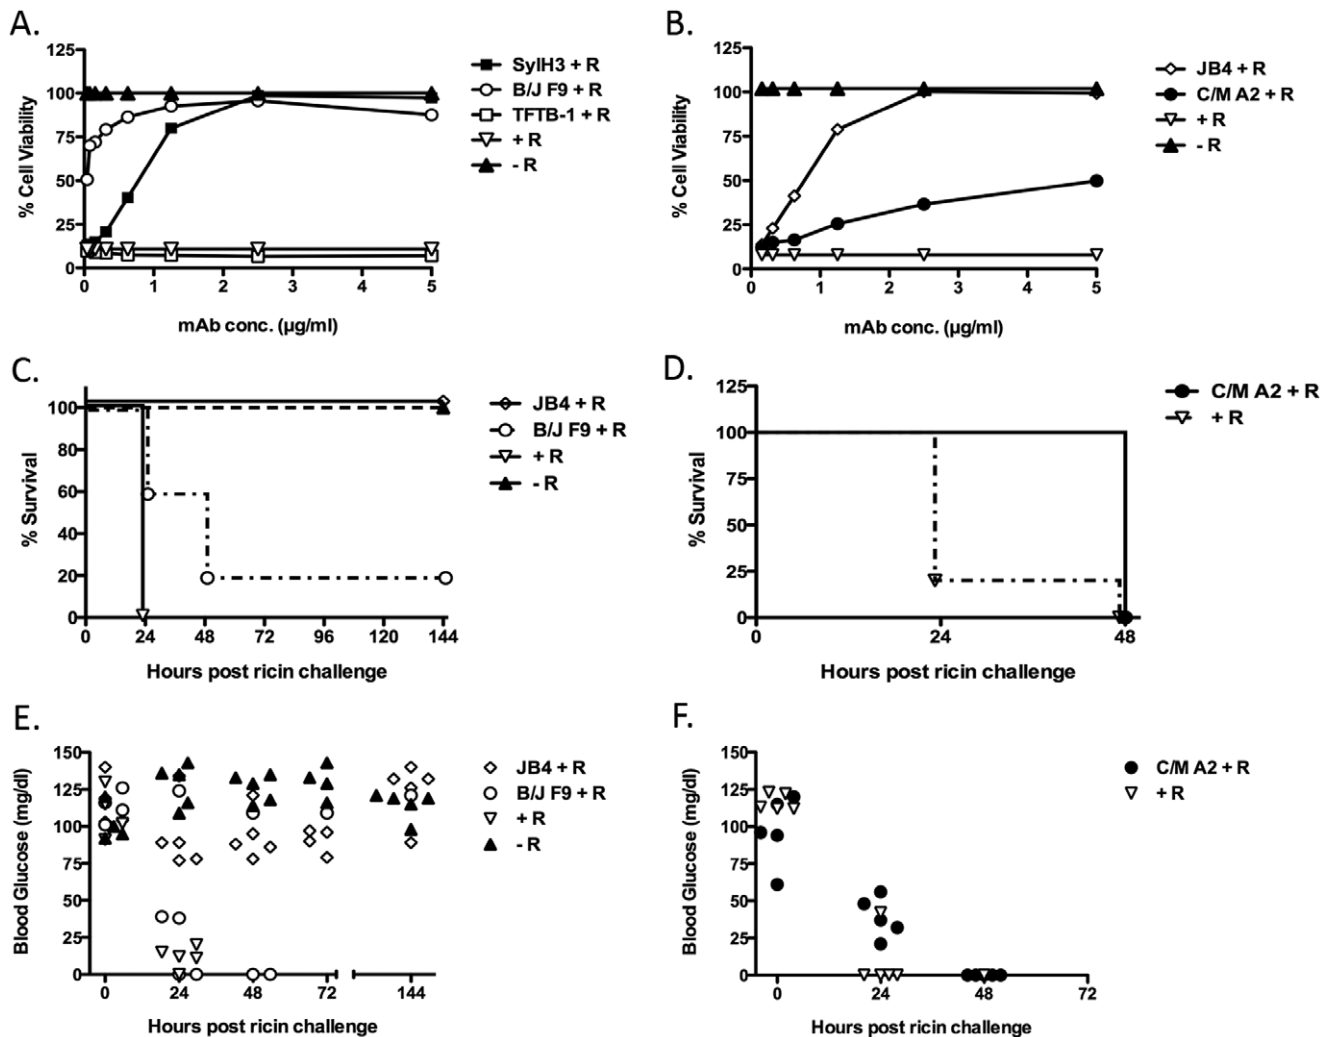 A.
125
100
75
50
25
0
% Cell Viability
0 1 2 3 4 5
mAb conc. (µg/ml)
SylH3 + R
B/J F9 + R
TFTB-1 + R
+ R
- R
B.
125
100
75
50
25
0
% Cell Viability
0 1 2 3 4 5
mAb conc. (µg/ml)
JB4 + R
C/M A2 + R
+ R
- R
C.
100
80
60
40
20
0
% Survival
0 24 48 72 96 120 144
Hours post ricin challenge
JB4 + R
B/J F9 + R
+ R
- R
D.
125
100
75
50
25
0
% Survival
0 24 48
Hours post ricin challenge
C/M A2 + R
+ R
E.
150
125
100
75
50
25
0
Blood Glucose (mg/dl)
0 24 48 72 144
Hours post ricin challenge
JB4 + R
B/J F9 + R
+ R
- R
F.
150
125
100
75
50
25
0
Blood Glucose (mg/dl)
0 24 48 72
Hours post ricin challenge
C/M A2 + R
+ R